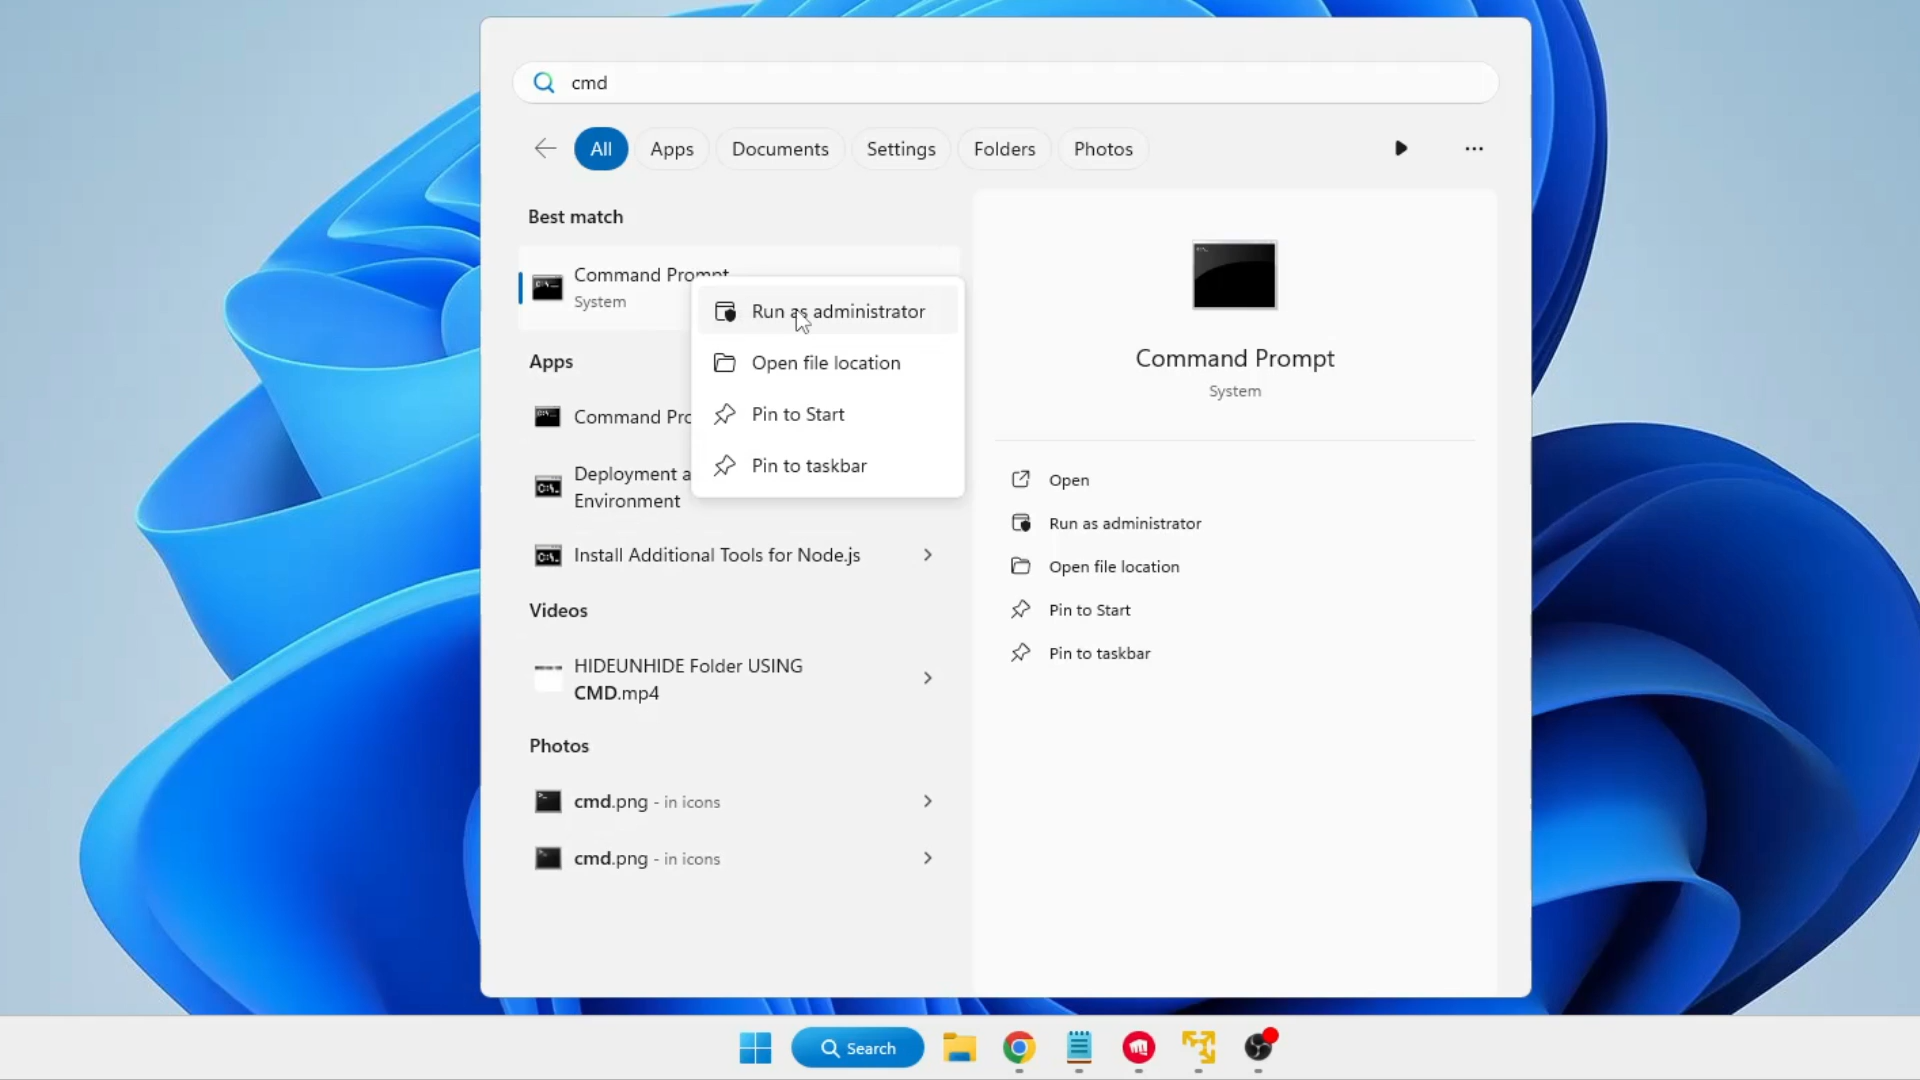 cmd
All
Apps
Documents
Settings
Folders
Photos
Best match
Command Prompt
System
Run as administrator
Open file location
Pin to Start
Pin to taskbar
Apps
Command Pro
Deployment a
Environment
Install Additional Tools for Node.js
Videos
HIDEUNHIDE Folder USING
CMD.mp4
Photos
cmd.png - in icons
cmd.png - in icons
Command Prompt
System
Open
Run as administrator
Open file location
Pin to Start
Pin to taskbar
Search